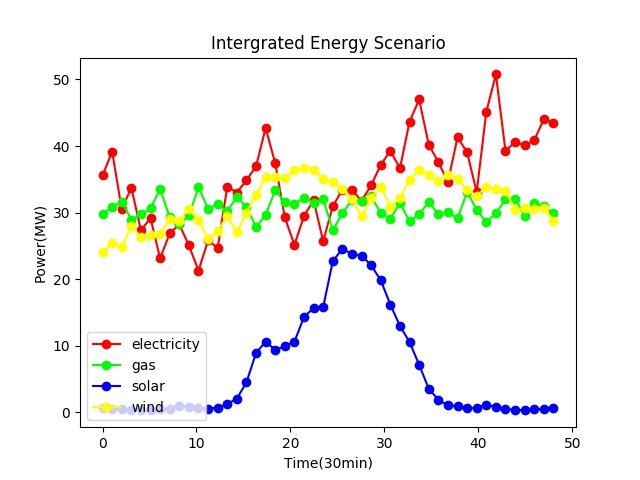 Intergrated Energy Scenario
Power(MW)
50
40
30
20
10
0
electricity
gas
solar
wind
0 10 20 30 40 50
Time(30min)